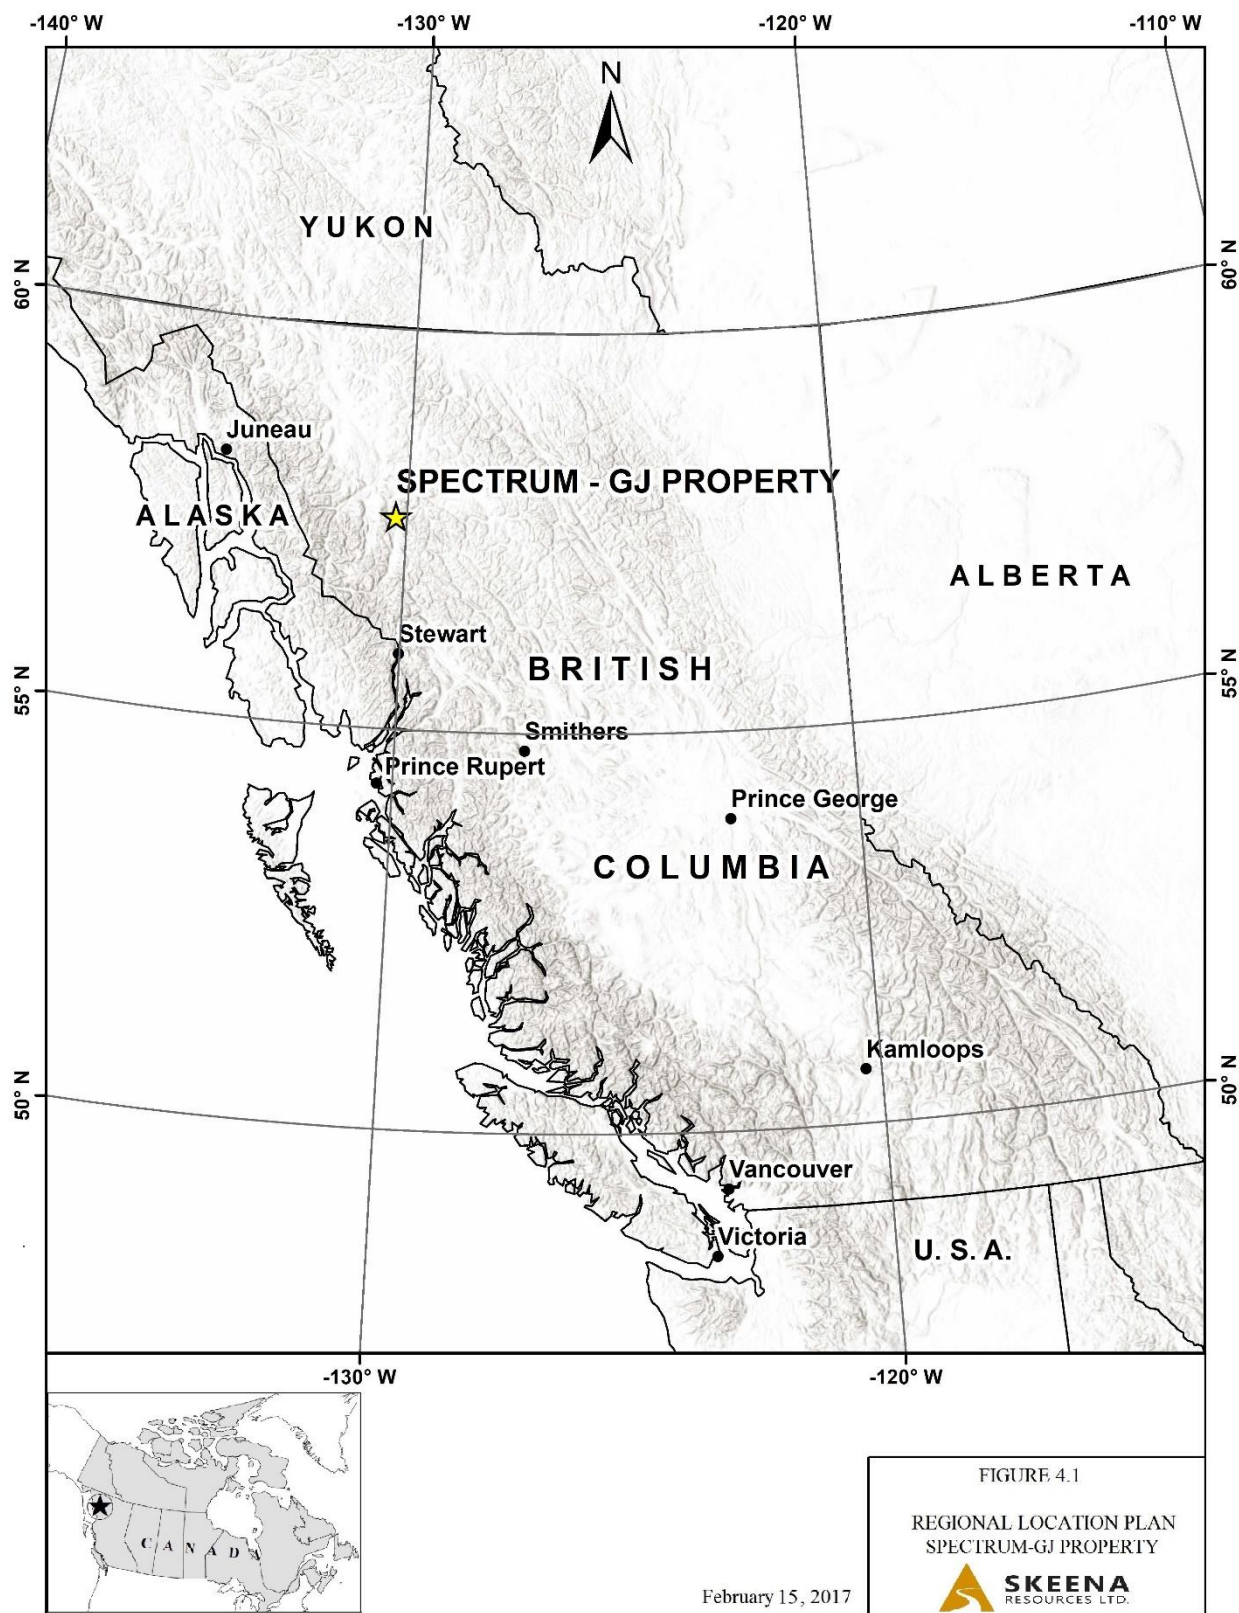 -140° W
-130° W
-120° W
-110° W
N
YUKON
60° N
60° N
Juneau
SPECTRUM - GJ PROPERTY
ALASKA
ALBERTA
Stewart
BRITISH
55° N
55° N
Smithers
Prince Rupert
Prince George
COLUMBIA
Kamloops
50° N
50° N
Vancouver
Victoria
U. S. A.
-130° W
-120° W
CANADA
FIGURE 4.1
REGIONAL LOCATION PLAN
SPECTRUM-GJ PROPERTY
SKEENA
RESOURCES LTD.
February 15, 2017